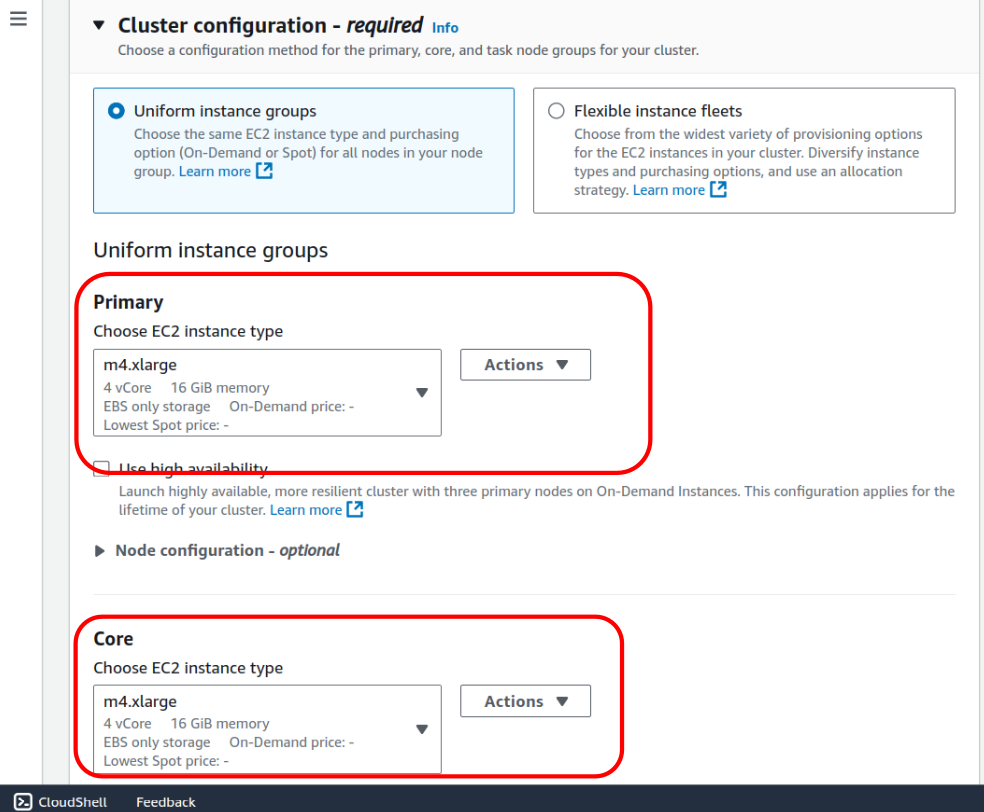 Cluster configuration - required Info
Choose a configuration method for the primary, core, and task node groups for your cluster.
Uniform instance groups
Choose the same EC2 instance type and purchasing
option (On-Demand or Spot) for all nodes in your node
group. Learn more
Flexible instance fleets
Choose from the widest variety of provisioning options
for the EC2 instances in your cluster. Diversify instance
types and purchasing options, and use an allocation
strategy. Learn more
Uniform instance groups
Primary
Choose EC2 instance type
m4.xlarge
4 vCore 16 GiB memory
EBS only storage On-Demand price: -
Lowest Spot price: -
Actions
Use high availability
Launch highly available, more resilient cluster with three primary nodes on On-Demand Instances. This configuration applies for the
lifetime of your cluster. Learn more
Node configuration - optional
Core
Choose EC2 instance type
m4.xlarge
4 vCore 16 GiB memory
EBS only storage On-Demand price: -
Lowest Spot price: -
Actions
CloudShell Feedback